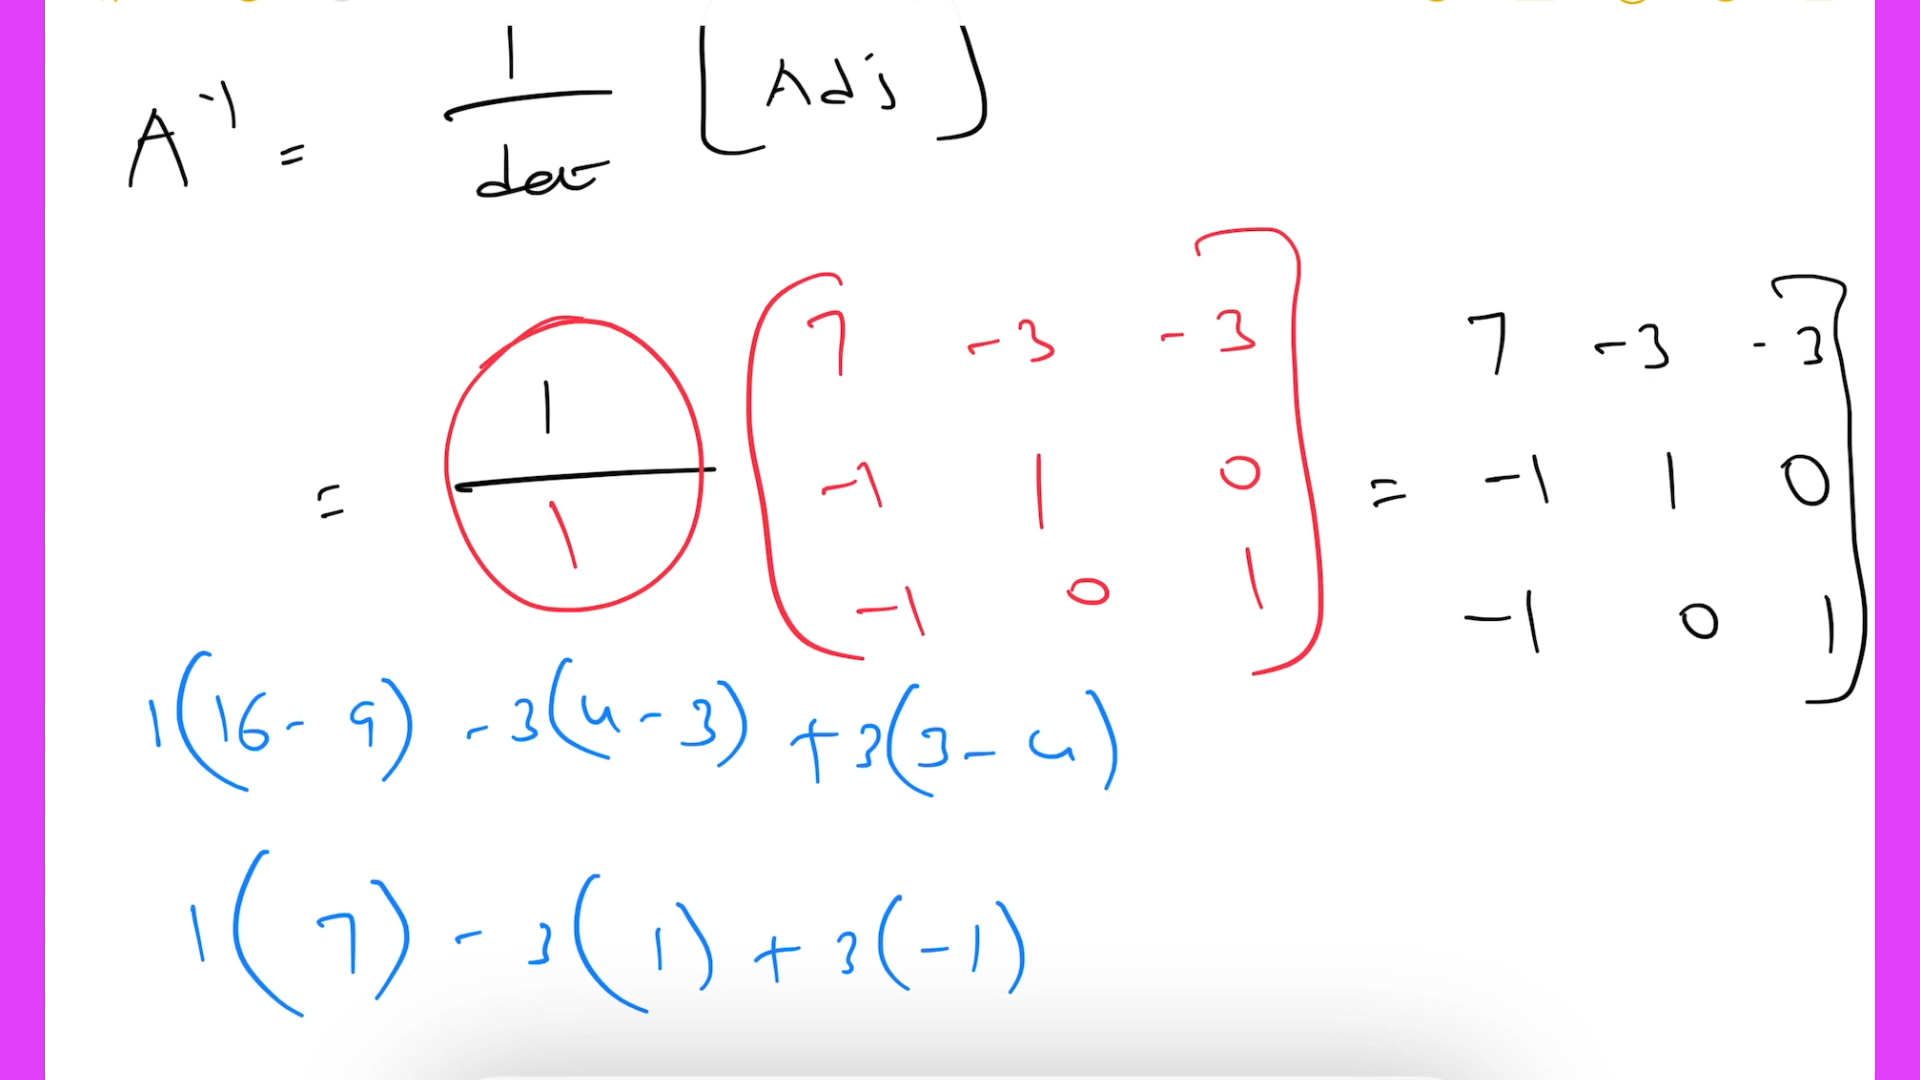 A⁻¹ = 1/det [Adj]
= 1/1 [7 -3 -3 = 7 -3 -3]
-1 1 0 -1 1 0
-1 0 1] -1 0 1]
1(16-9) -3(4-3) +3(3-4)
1(7) -3(1) +3(-1)